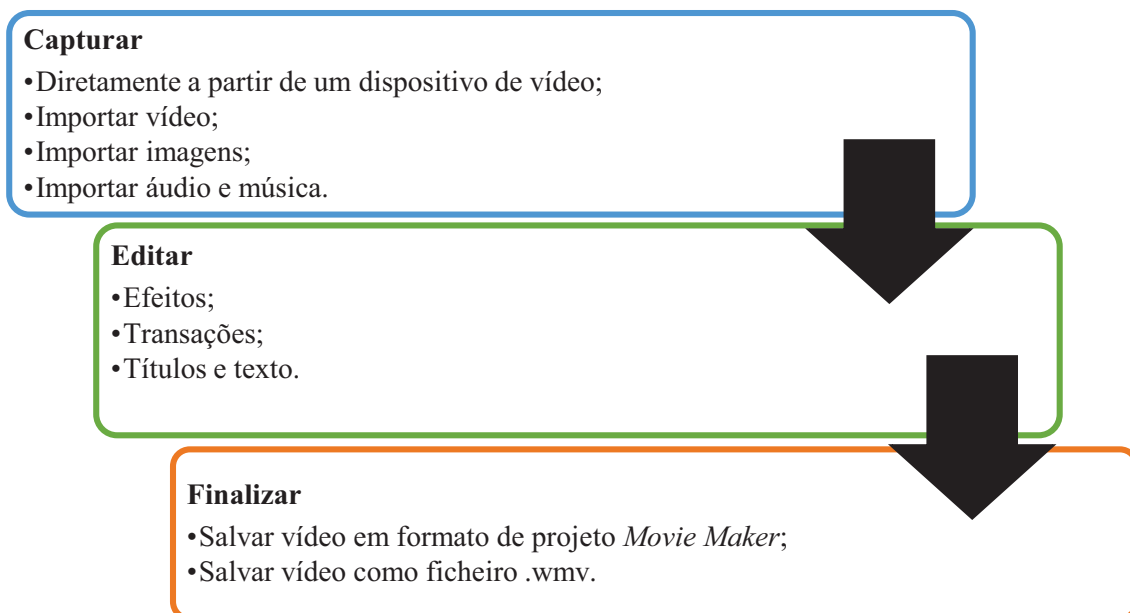 Capturar
•Diretamente a partir de um dispositivo de vídeo;
•Importar vídeo;
•Importar imagens;
•Importar áudio e música.
Editar
•Efeitos;
•Transações;
•Títulos e texto.
Finalizar
•Salvar vídeo em formato de projeto Movie Maker;
•Salvar vídeo como ficheiro .wmv.